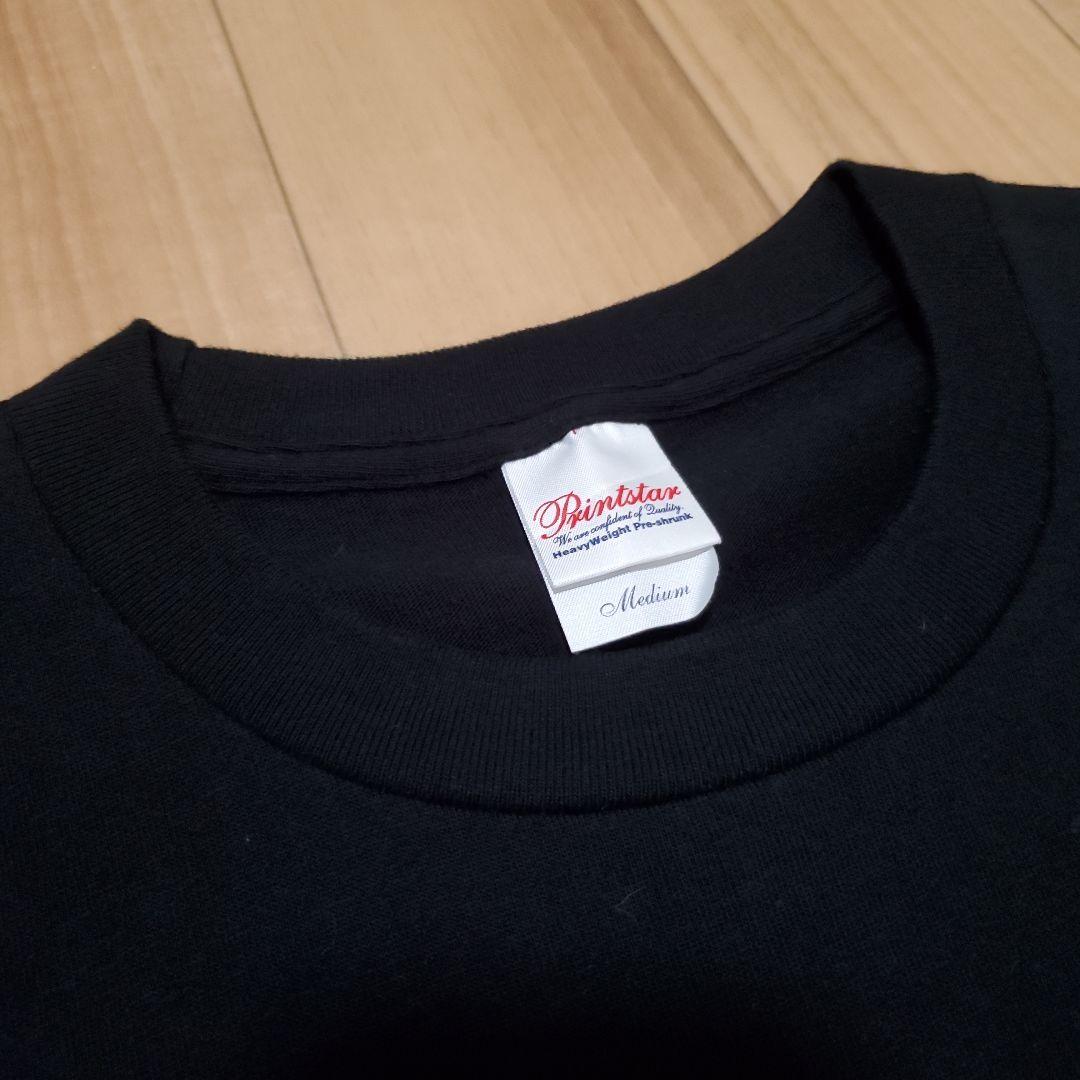 Printstar
We are confident of Quality.
HeavyWeight Pre-shrunk
Medium